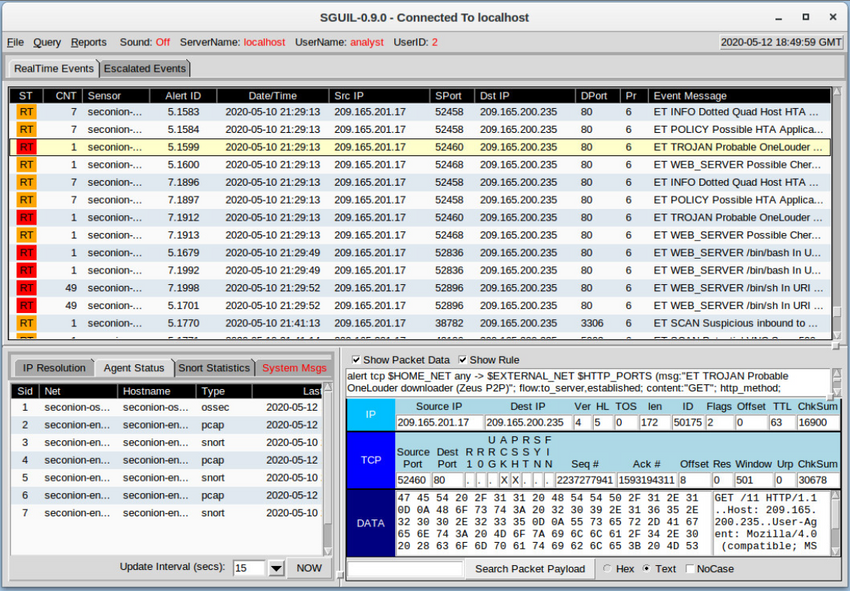 SGUIL-0.9.0 - Connected To localhost
File Query Reports Sound: Off ServerName: localhost UserName: analyst UserID: 2 2020-05-12 18:49:59 GMT
RealTime Events Escalated Events
ST CNT Sensor Alert ID Date/Time Src IP SPort Dst IP DPort Pr Event Message
RT 7 seconion-... 5.1583 2020-05-10 21:29:13 209.165.201.17 52458 209.165.200.235 80 6 ET INFO Dotted Quad Host HTA ...
RT 7 seconion-... 5.1584 2020-05-10 21:29:13 209.165.201.17 52458 209.165.200.235 80 6 ET POLICY Possible HTA Applica...
RT 1 seconion-... 5.1599 2020-05-10 21:29:13 209.165.201.17 52460 209.165.200.235 80 6 ET TROJAN Probable OneLouder ...
RT 1 seconion-... 5.1600 2020-05-10 21:29:13 209.165.201.17 52468 209.165.200.235 80 6 ET WEB_SERVER Possible Cher...
RT 7 seconion-... 7.1896 2020-05-10 21:29:13 209.165.201.17 52458 209.165.200.235 80 6 ET INFO Dotted Quad Host HTA ...
RT 7 seconion-... 7.1897 2020-05-10 21:29:13 209.165.201.17 52458 209.165.200.235 80 6 ET POLICY Possible HTA Applica...
RT 1 seconion-... 7.1912 2020-05-10 21:29:13 209.165.201.17 52460 209.165.200.235 80 6 ET TROJAN Probable OneLouder ...
RT 1 seconion-... 7.1913 2020-05-10 21:29:13 209.165.201.17 52468 209.165.200.235 80 6 ET WEB_SERVER Possible Cher...
RT 1 seconion-... 5.1679 2020-05-10 21:29:49 209.165.201.17 52836 209.165.200.235 80 6 ET WEB_SERVER /bin/bash In U...
RT 1 seconion-... 7.1992 2020-05-10 21:29:49 209.165.201.17 52836 209.165.200.235 80 6 ET WEB_SERVER /bin/bash In U...
RT 49 seconion-... 7.1998 2020-05-10 21:29:52 209.165.201.17 52896 209.165.200.235 80 6 ET WEB_SERVER /bin/sh In URI ...
RT 49 seconion-... 5.1701 2020-05-10 21:29:52 209.165.201.17 52896 209.165.200.235 80 6 ET WEB_SERVER /bin/sh In URI ...
RT 1 seconion-... 5.1770 2020-05-10 21:41:13 209.165.201.17 38782 209.165.200.235 3306 6 ET SCAN Suspicious inbound to ...
IP Resolution Agent Status Snort Statistics System Msgs
Sid Net Hostname Type Last
1 seconion-os... seconion-os... ossec 2020-05-12
2 seconion-en... seconion-en... pcap 2020-05-12
3 seconion-en... seconion-en... snort 2020-05-10
4 seconion-en... seconion-en... pcap 2020-05-12
5 seconion-en... seconion-en... snort 2020-05-10
6 seconion-en... seconion-en... pcap 2020-05-12
7 seconion-en... seconion-en... snort 2020-05-10
Update Interval (secs): 15 NOW
Show Packet Data Show Rule
alert tcp $HOME_NET any -> $EXTERNAL_NET $HTTP_PORTS (msg:"ET TROJAN Probable
OneLouder downloader (Zeus P2P)"; flow:to_server,established; content:"GET"; http_method;
IP Source IP Dest IP Ver HL TOS len ID Flags Offset TTL ChkSum
209.165.201.17 209.165.200.235 4 5 0 172 50175 2 0 63 16900
TCP
U A P R S F
Source Dest R R R C S S Y I
Port Port 1 0 G K H T N N Seq # Ack # Offset Res Window Urp ChkSum
52460 80 . . . X X . . . 2237277941 1593194311 8 0 501 0 30678
DATA
47 45 54 20 2F 31 31 20 48 54 54 50 2F 31 2E 31 GET /11 HTTP/1.1
0D 0A 48 6F 73 74 3A 20 32 30 39 2E 31 36 35 2E ..Host: 209.165.
32 30 30 2E 32 33 35 0D 0A 55 73 65 72 2D 41 67 200.235..User-Ag
65 6E 74 3A 20 4D 6F 7A 69 6C 6C 61 2F 34 2E 30 ent: Mozilla/4.0
20 28 63 6F 6D 70 61 74 69 62 6C 65 3B 20 4D 53 (compatible; MS
Search Packet Payload Hex Text NoCase